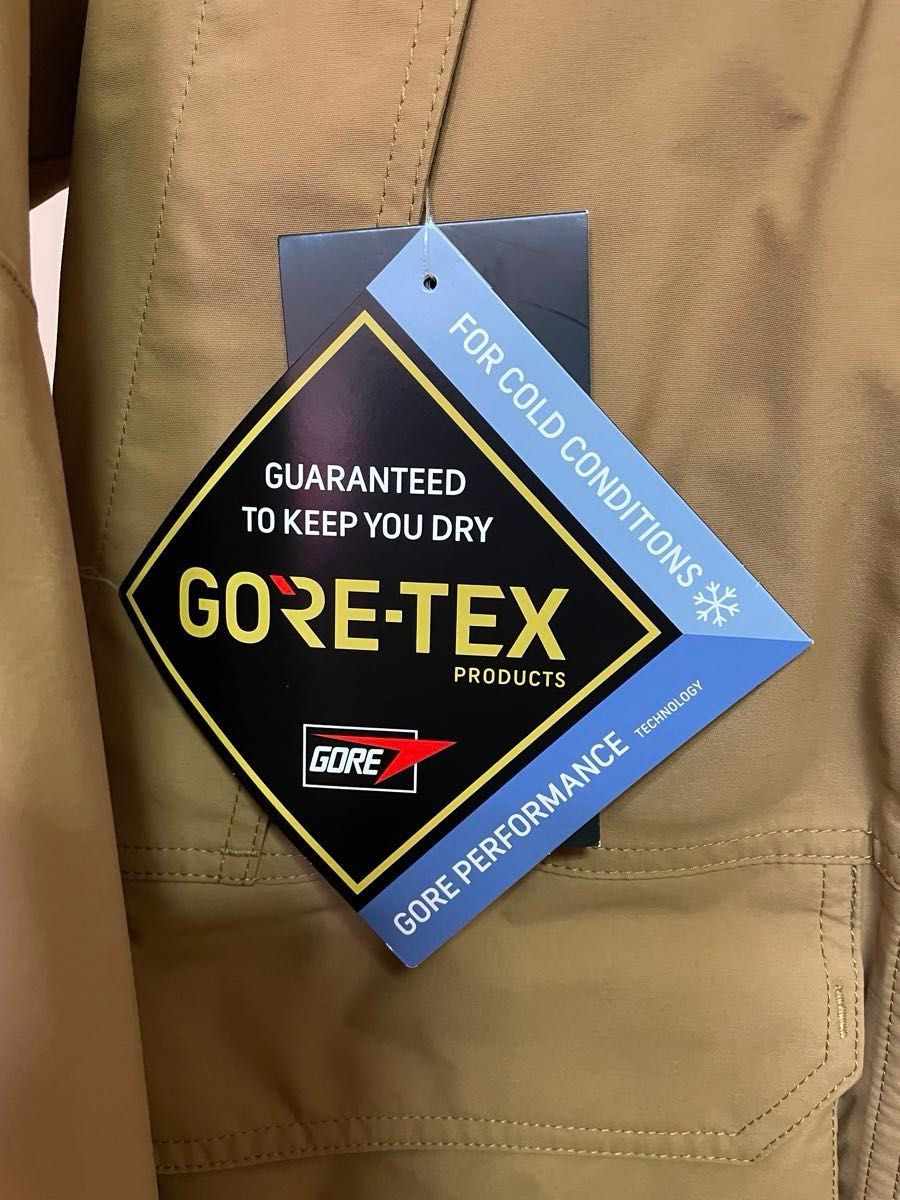 FOR COLD CONDITIONS
GUARANTEED
TO KEEP YOU DRY
GORE-TEX
PRODUCTS
GORE
GORE PERFORMANCE TECHNOLOGY